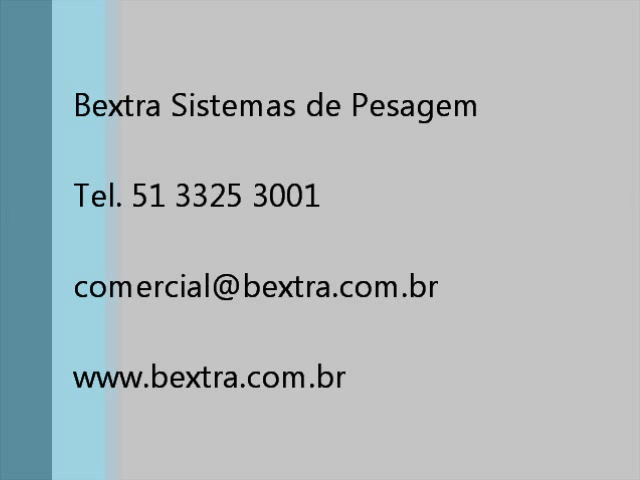 Bextra Sistemas de Pesagem
Tel. 51 3325 3001
comercial@bextra.com.br
www.bextra.com.br